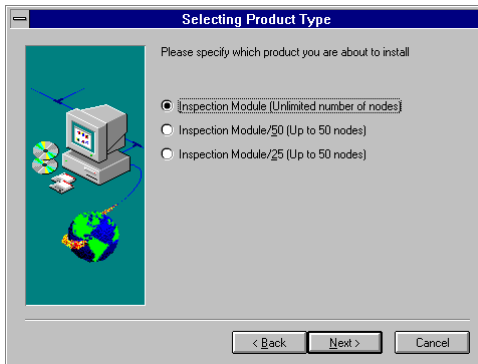 Selecting Product Type
Please specify which product you are about to install
Inspection Module (Unlimited number of nodes)
Inspection Module/50 (Up to 50 nodes)
Inspection Module/25 (Up to 50 nodes)
< Back
Next >
Cancel